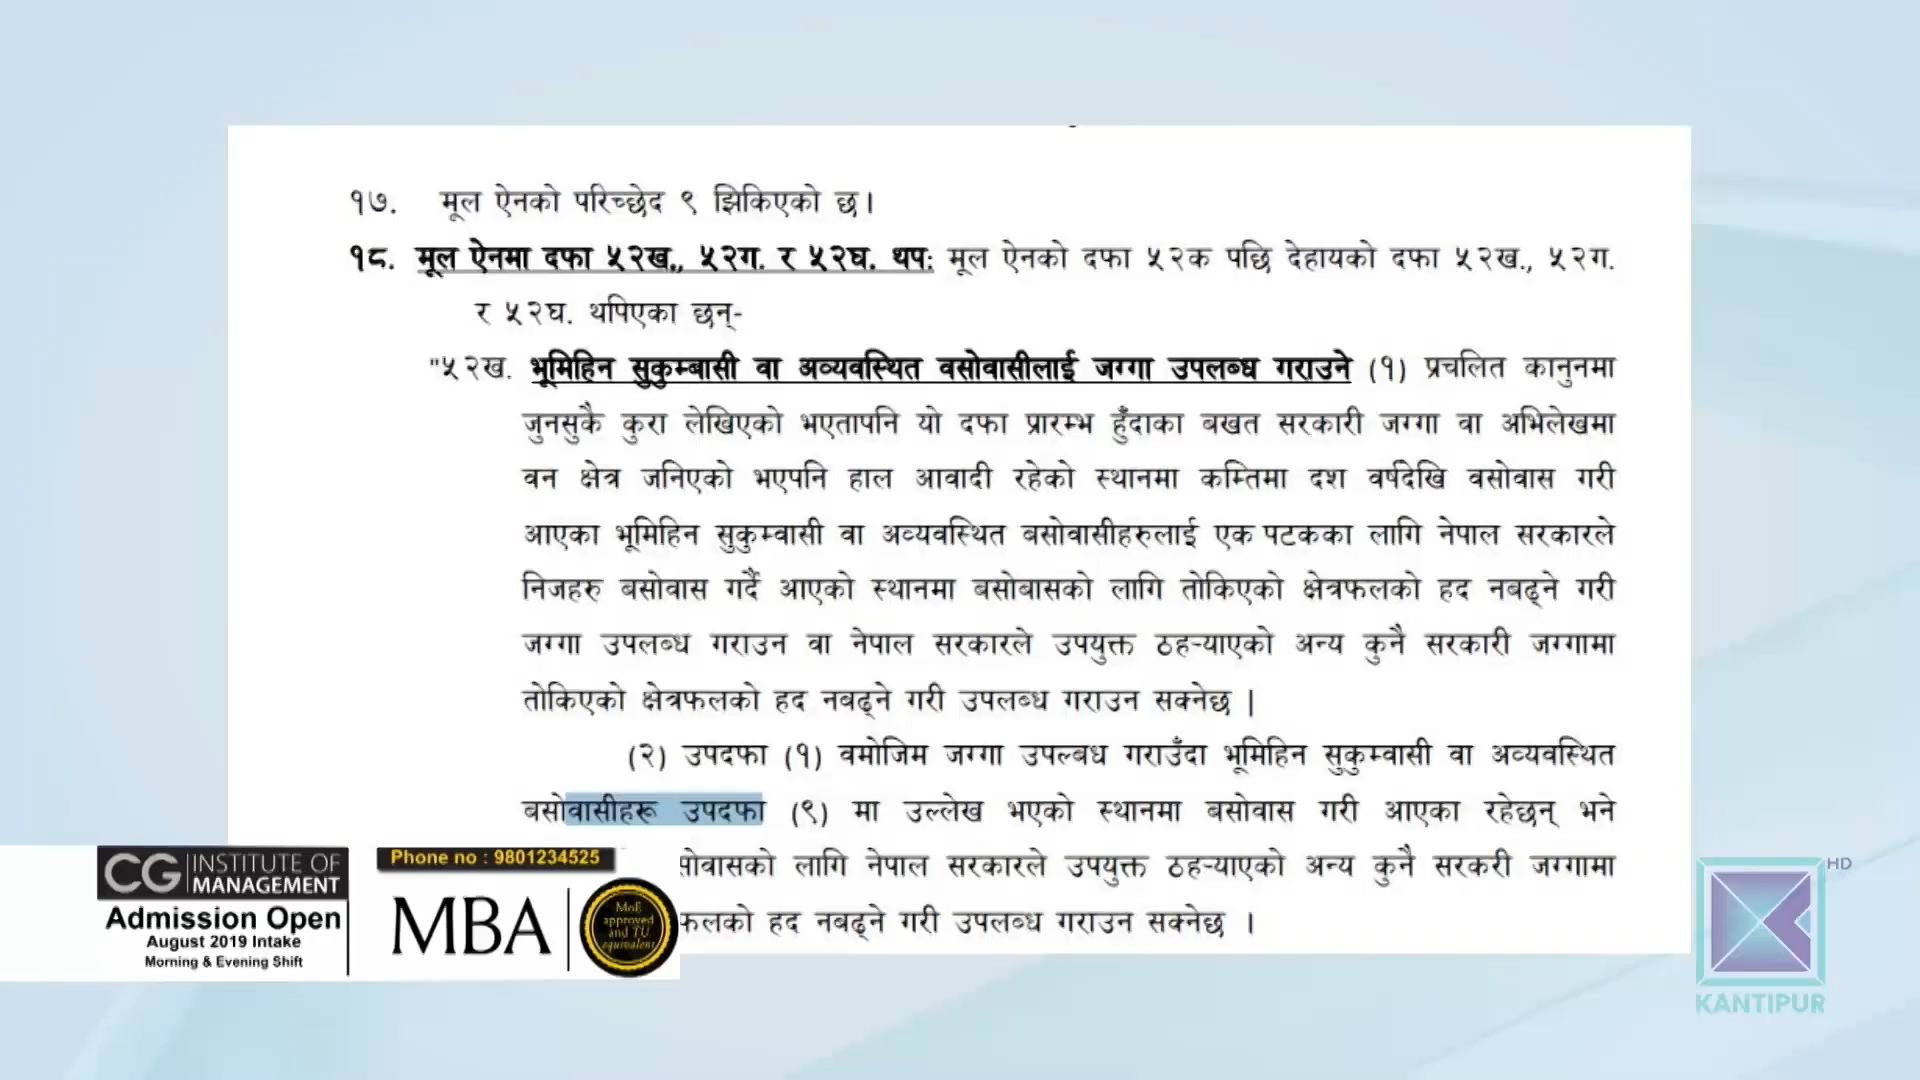 १७. मूल ऐनको परिच्छेद ९ झिकिएको छ।
१८. मूल ऐनमा दफा ५२ख., ५२ग. र ५२घ. थप: मूल ऐनको दफा ५२क पछि देहायको दफा ५२ख., ५२ग.
र ५२घ. थपिएका छन्-
"५२ख. भूमिहिन सुकुम्बासी वा अव्यवस्थित वसोवासीलाई जग्गा उपलब्ध गराउने (१) प्रचलित कानुनमा
जुनसुकै कुरा लेखिएको भएतापनि यो दफा प्रारम्भ हुँदाका बखत सरकारी जग्गा वा अभिलेखमा
वन क्षेत्र जनिएको भएपनि हाल आवादी रहेको स्थानमा कम्तिमा दश वर्षदेखि वसोवास गरी
आएका भूमिहिन सुकुम्वासी वा अव्यवस्थित बसोवासीहरुलाई एक पटकका लागि नेपाल सरकारले
निजहरु बसोवास गर्दै आएको स्थानमा बसोबासको लागि तोकिएको क्षेत्रफलको हद नबढ्ने गरी
जग्गा उपलब्ध गराउन वा नेपाल सरकारले उपयुक्त ठहर्‍याएको अन्य कुनै सरकारी जग्गामा
तोकिएको क्षेत्रफलको हद नबढ्ने गरी उपलब्ध गराउन सक्नेछ |
(२) उपदफा (१) वमोजिम जग्गा उपल्बध गराउँदा भूमिहिन सुकुम्वासी वा अव्यवस्थित
बसोवासीहरू उपदफा (९) मा उल्लेख भएको स्थानमा बसोवास गरी आएका रहेछन् भने
सोवासको लागि नेपाल सरकारले उपयुक्त ठहर्‍याएको अन्य कुनै सरकरी जग्गामा
फलको हद नबढ्ने गरी उपलब्ध गराउन सक्नेछ ।
CG INSTITUTE OF
MANAGEMENT
Admission Open
August 2019 Intake
Morning & Evening Shift
Phone no : 9801234525
MBA
MoE
approved
and TU
equivalent
HD
KANTIPUR